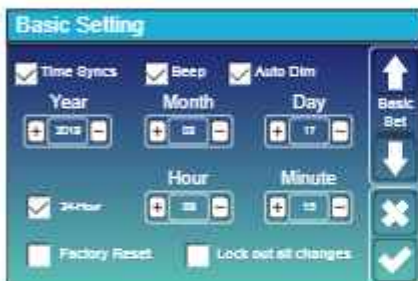 Basic Setting
Time Syncs Beep Auto Dim
Year Month Day
+ 2019 - + - + 17 -
Basic
Set
Hour Minute
24-Hour + - + -
Factory Reset Lock out all changes